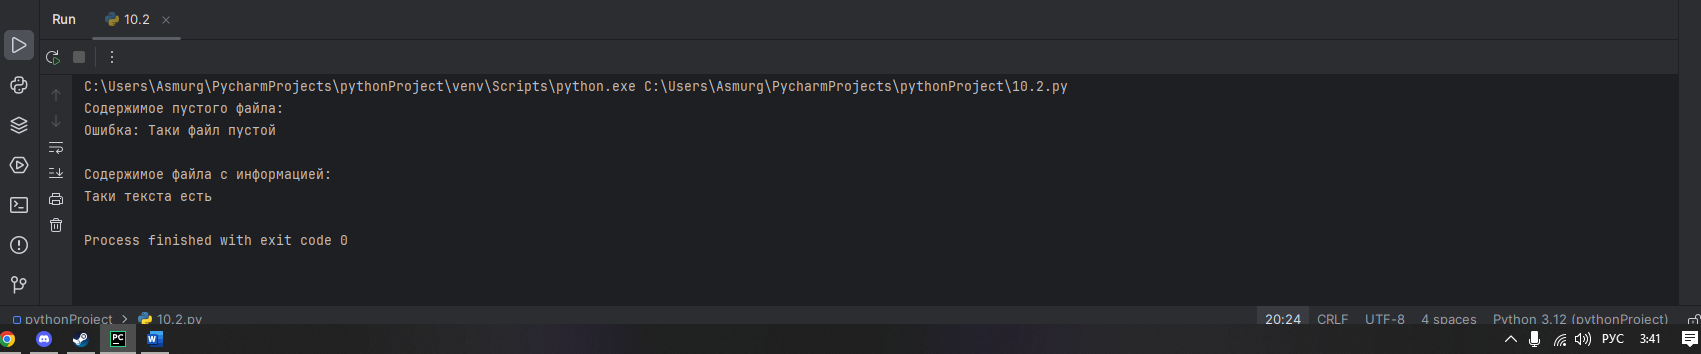 Run 10.2
C:\Users\Asmurg\PycharmProjects\pythonProject\venv\Scripts\python.exe C:\Users\Asmurg\PycharmProjects\pythonProject\10.2.py
Содержимое пустого файла:
Ошибка: Таки файл пустой
Содержимое файла с информацией:
Таки текста есть
Process finished with exit code 0
pythonProject > 10.2.py 20:24 CRLF UTF-8 4 spaces Python 3.12 (pythonProject)
PC W РУС 3:41